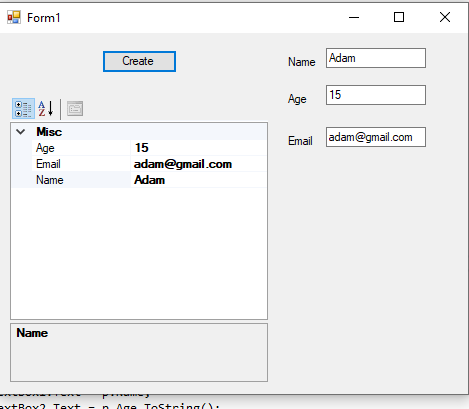 Form1
Create
Name Adam
Age 15
Email adam@gmail.com
A
Z
Misc
Age 15
Email adam@gmail.com
Name Adam
Name
extBox2.Text = p.Age.ToString();